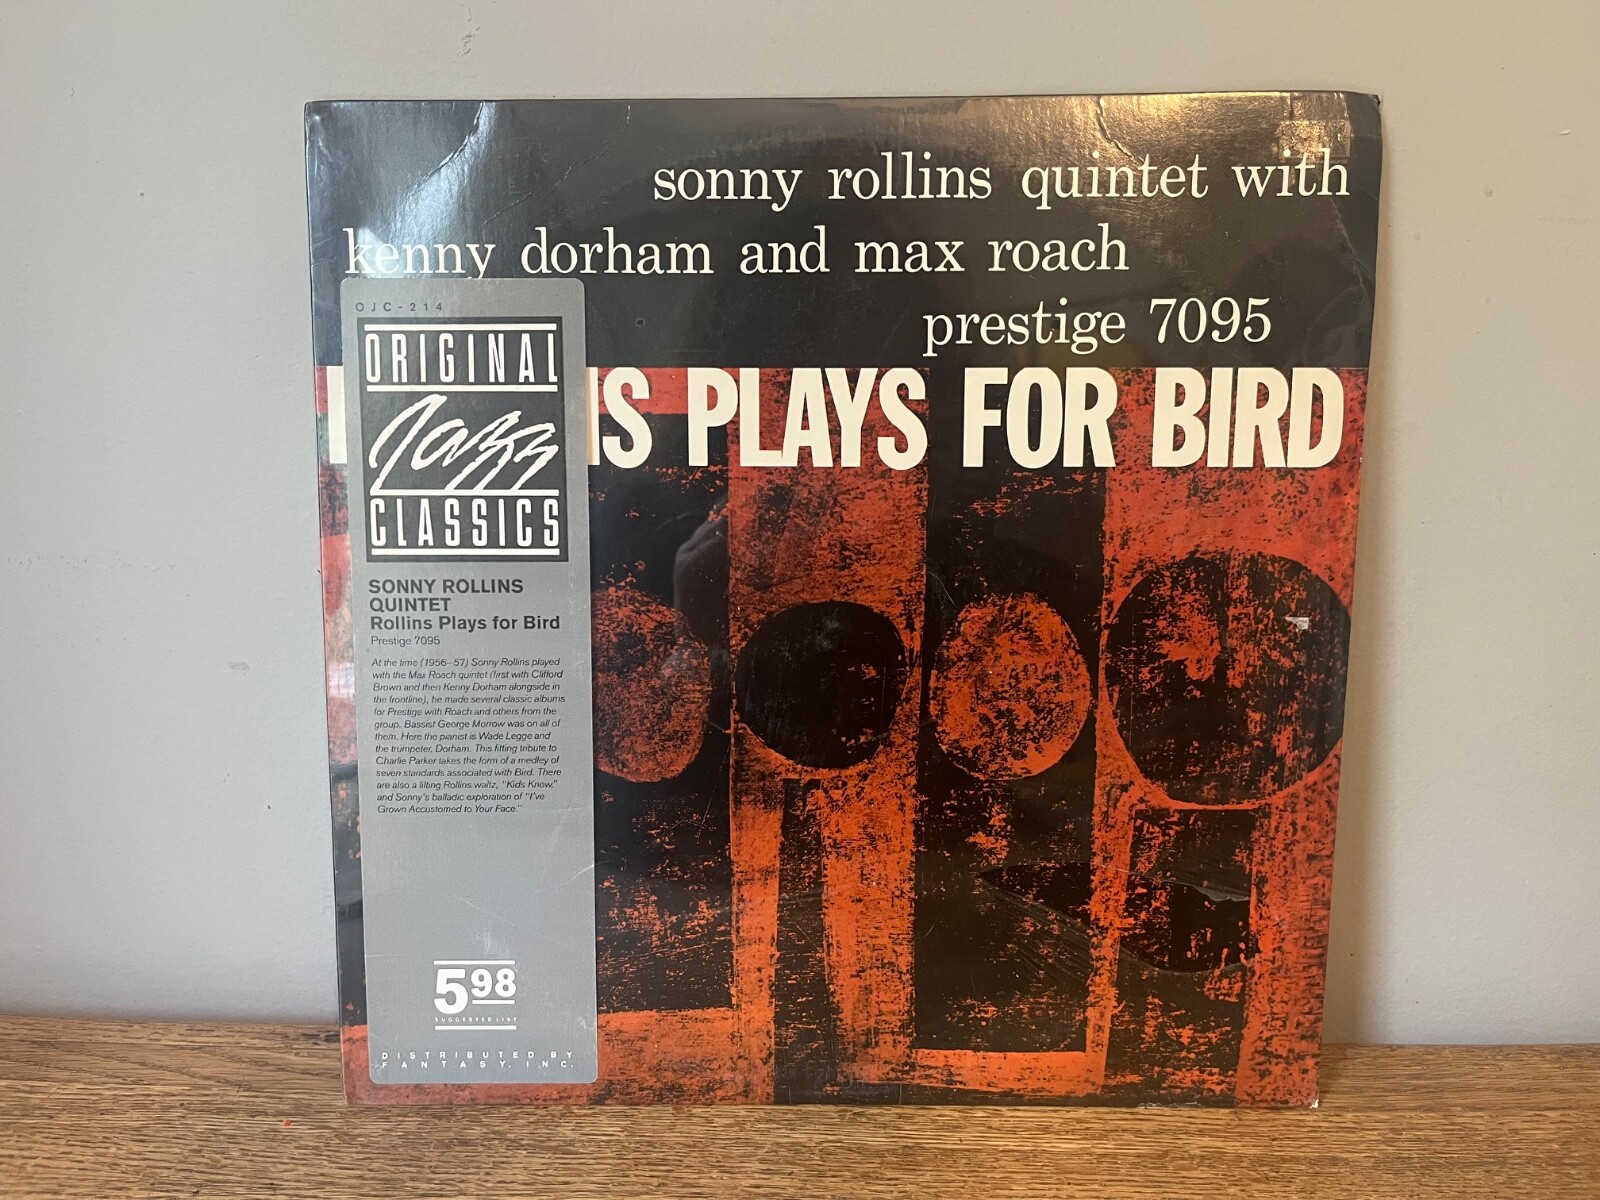 sonny rollins quintet with
kenny dorham and max roach
prestige 7095
IS PLAYS FOR BIRD
OJC-214
ORIGINAL
Jazz
CLASSICS
SONNY ROLLINS
QUINTET
Rollins Plays for Bird
Prestige 7095
At the time (1956–57) Sonny Rollins played
with the Max Roach quintet (first with Clifford
Brown and then Kenny Dorham alongside in
the frontline), he made several classic albums
for Prestige with Roach and others from the
group. Bassist George Morrow was on all of
them. Here the pianist is Wade Legge and
the trumpeter, Dorham. This fitting tribute to
Charlie Parker takes the form of a medley of
seven standards associated with Bird. There
are also a lilting Rollins waltz, "Kids Know,"
and Sonny's balladic exploration of "I've
Grown Accustomed to Your Face."
598
SUGGESTED LIST
DISTRIBUTED BY
FANTASY, INC.